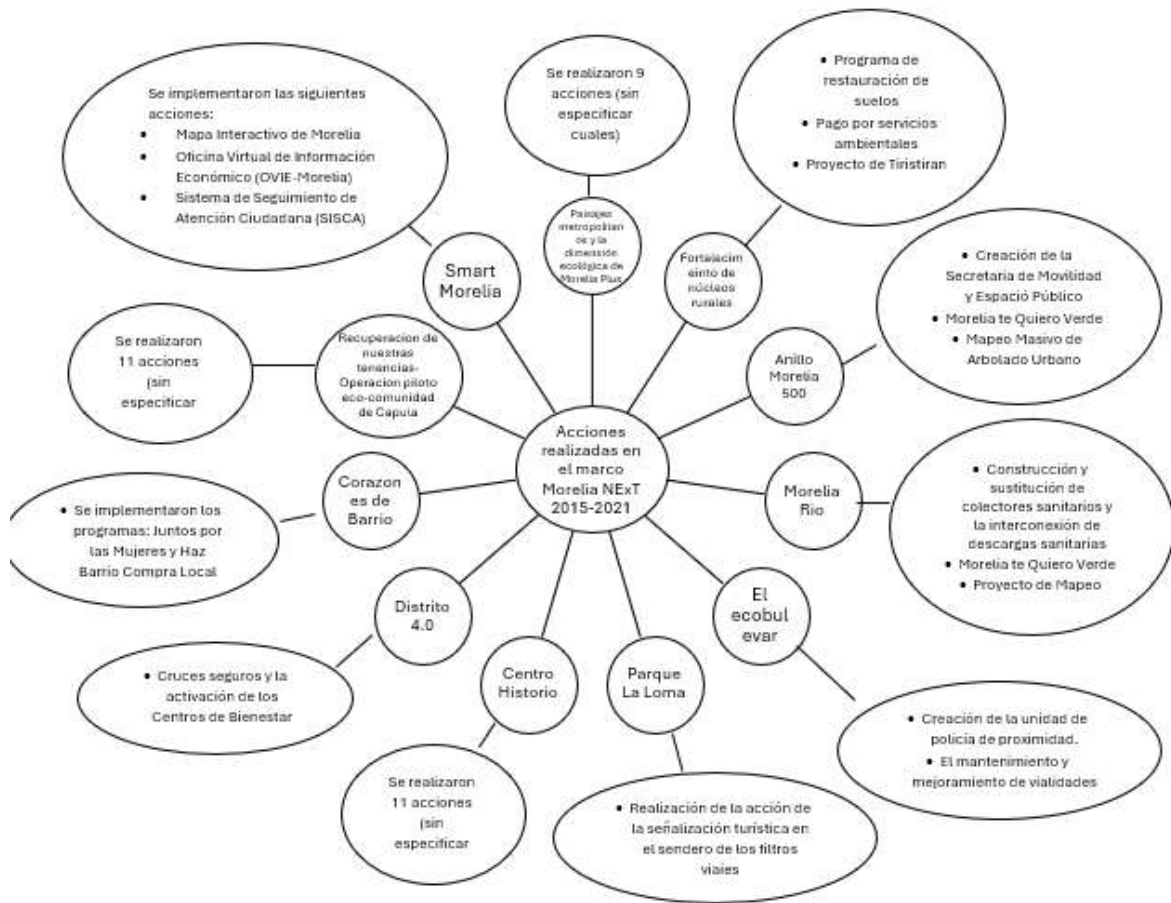 Se implementaron las siguientes
acciones:
• Mapa Interactivo de Morelia
• Oficina Virtual de Información
Económico (OVIE-Morelia)
• Sistema de Seguimiento de
Atención Ciudadana (SISCA)
Smart
Morelia
Se realizaron 9
acciones (sin
especificar
cuales)
Paisajes
metropolitan
os y la
dimensión
ecológica de
Morelia Plus
• Programa de
restauración de
suelos
• Pago por servicios
ambientales
• Proyecto de Tiristiran
Fortalecim
einto de
núcleos
rurales
• Creación de la
Secretaria de Movilidad
y Espació Público
• Morelia te Quiero Verde
• Mapeo Masivo de
Arbolado Urbano
Anillo
Morelia
500
Se realizaron
11 acciones
(sin
especificar
Recuperacion de
nuestras
tenencias-
Operacion piloto
eco-comunidad
de Capula
Acciones
realizadas en
el marco
Morelia NExT
2015-2021
Corazon
es de
Barrio
• Se implementaron los
programas: Juntos por
las Mujeres y Haz
Barrio Compra Local
Morelia
Rio
• Construcción y
sustitución de
colectores sanitarios y
la interconexión de
descargas sanitarias
• Morelia te Quiero Verde
• Proyecto de Mapeo
Distrito
4.0
• Cruces seguros y la
activación de los
Centros de Bienestar
Centro
Historio
Se realizaron
11 acciones
(sin
especificar
Parque
La Loma
• Realización de la acción de
la señalización turística en
el sendero de los filtros
viajes
El
ecobul
evar
• Creación de la unidad de
policía de proximidad.
• El mantenimiento y
mejoramiento de vialidades